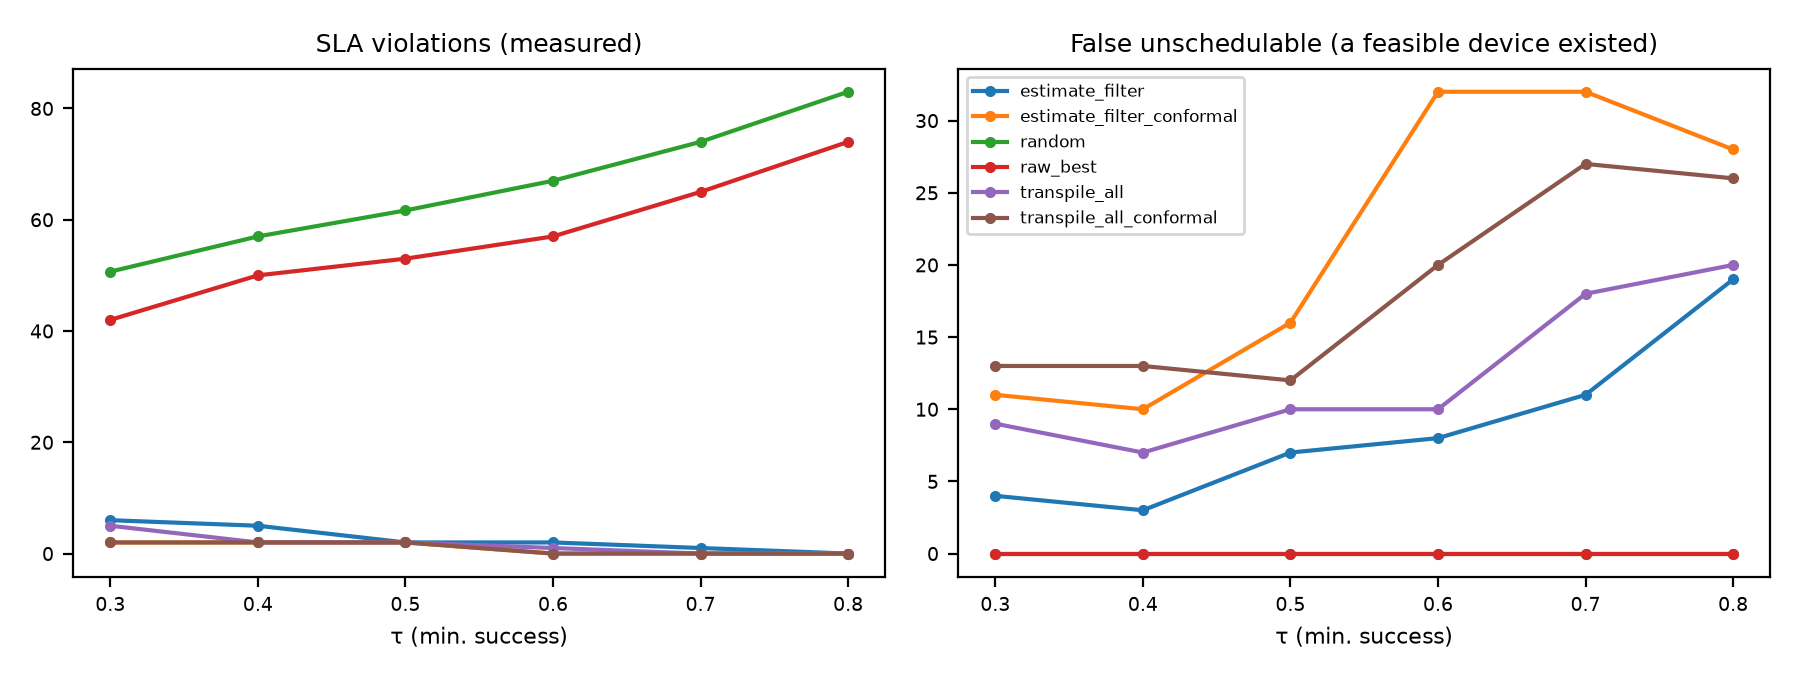 SLA violations (measured)
80
60
40
20
0
0.3 0.4 0.5 0.6 0.7 0.8
τ (min. success)
False unschedulable (a feasible device existed)
estimate_filter
estimate_filter_conformal
random
raw_best
transpile_all
transpile_all_conformal
30
25
20
15
10
5
0
0.3 0.4 0.5 0.6 0.7 0.8
τ (min. success)